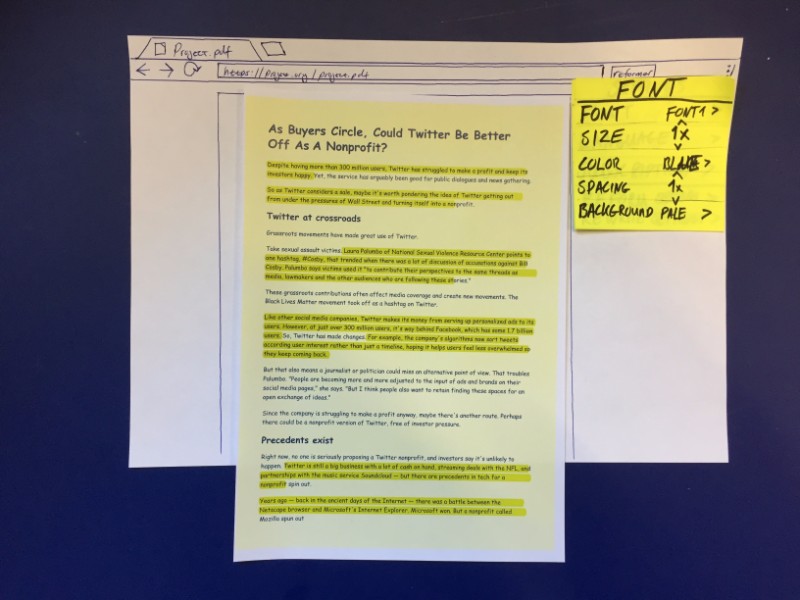 Project.pdf
https://projne.org/project.pdf
reformar
FONT
FONT FONT1 >
SIZE 1x
COLOR BLACK >
SPACING 1x
BACKGROUND PALE >
As Buyers Circle, Could Twitter Be Better
Off As A Nonprofit?
Despite having more than 300 million users, Twitter has struggled to make a profit and keep its
investors happy. Yet, the service has arguably been good for public dialogues and news gathering.
So as Twitter considers a sale, maybe it's worth pondering the idea of Twitter getting out
from under the pressures of Wall Street and turning itself into a nonprofit.
Twitter at crossroads
Grassroots movements have made great use of Twitter.
Take sexual assault victims. Laura Palumbo of National Sexual Violence Resource Center points to
one hashtag, #Cosby, that trended when there was a lot of discussion of accusations against Bill
Cosby. Palumbo says victims used it "to contribute their perspectives to the same threads as
media, lawmakers and the other audiences who are following these stories."
These grassroots contributions often affect media coverage and create new movements. The
Black Lives Matter movement took off as a hashtag on Twitter.
Like other social media companies, Twitter makes its money from serving up personalized ads to its
users. However, at just over 300 million users, it's way behind Facebook, which has some 1.7 billion
users. So, Twitter has made changes. For example, the company's algorithms now sort tweets
according user interest rather than just a timeline, hoping it helps users feel less overwhelmed so
they keep coming back.
But that also means a journalist or politician could miss an alternative point of view. That troubles
Palumbo. "People are becoming more and more adjusted to the input of ads and brands on their
social media pages," she says. "But I think people also want to retain finding these spaces for an
open exchange of ideas."
Since the company is struggling to make a profit anyway, maybe there's another route. Perhaps
there could be a nonprofit version of Twitter, free of investor pressure.
Precedents exist
Right now, no one is seriously proposing a Twitter nonprofit, and investors say it's unlikely to
happen. Twitter is still a big business with a lot of cash on hand, streaming deals with the NFL, and
partnerships with the music service Soundcloud — but there are precedents in tech for a
nonprofit spin out.
Years ago — back in the ancient days of the Internet — there was a battle between the
Netscape browser and Microsoft's Internet Explorer. Microsoft won. But a nonprofit called
Mozilla spun out